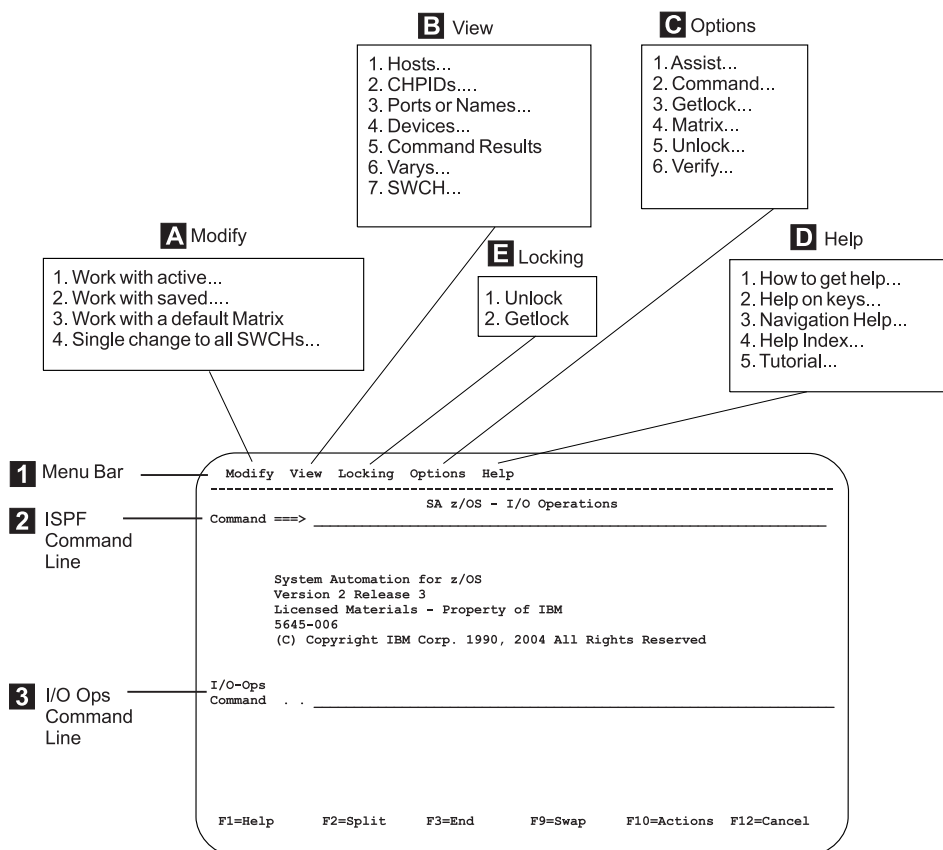 B View
1. Hosts...
2. CHPIDs....
3. Ports or Names...
4. Devices...
5. Command Results
6. Varys...
7. SWCH...
C Options
1. Assist...
2. Command...
3. Getlock...
4. Matrix...
5. Unlock...
6. Verify...
A Modify
1. Work with active...
2. Work with saved....
3. Work with a default Matrix
4. Single change to all SWCHs...
E Locking
1. Unlock
2. Getlock
D Help
1. How to get help...
2. Help on keys...
3. Navigation Help...
4. Help Index...
5. Tutorial...
1 Menu Bar
Modify View Locking Options Help
SA z/OS - I/O Operations
2 ISPF
Command
Line
Command ===>
System Automation for z/OS
Version 2 Release 3
Licensed Materials - Property of IBM
5645-006
(C) Copyright IBM Corp. 1990, 2004 All Rights Reserved
3 I/O Ops
Command
Line
I/O-Ops
Command . .
F1=Help F2=Split F3=End F9=Swap F10=Actions F12=Cancel